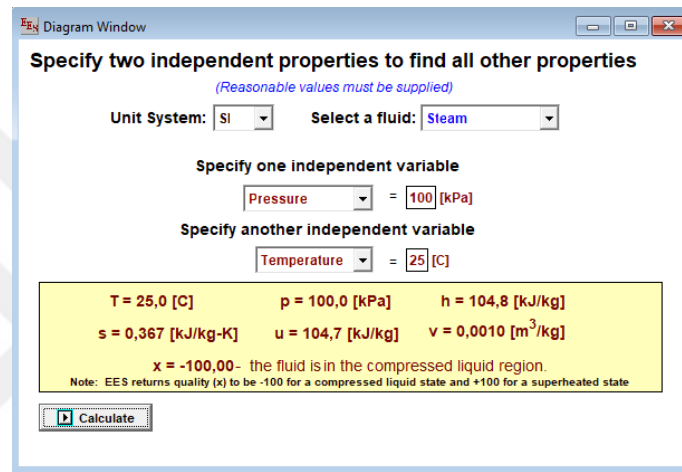 EES Diagram Window
Specify two independent properties to find all other properties
(Reasonable values must be supplied)
Unit System: SI Select a fluid: Steam
Specify one independent variable
Pressure = 100 [kPa]
Specify another independent variable
Temperature = 25 [C]
T = 25,0 [C] p = 100,0 [kPa] h = 104,8 [kJ/kg]
s = 0,367 [kJ/kg-K] u = 104,7 [kJ/kg] v = 0,0010 [m³/kg]
x = -100,00 - the fluid is in the compressed liquid region.
Note: EES returns quality (x) to be -100 for a compressed liquid state and +100 for a superheated state
Calculate